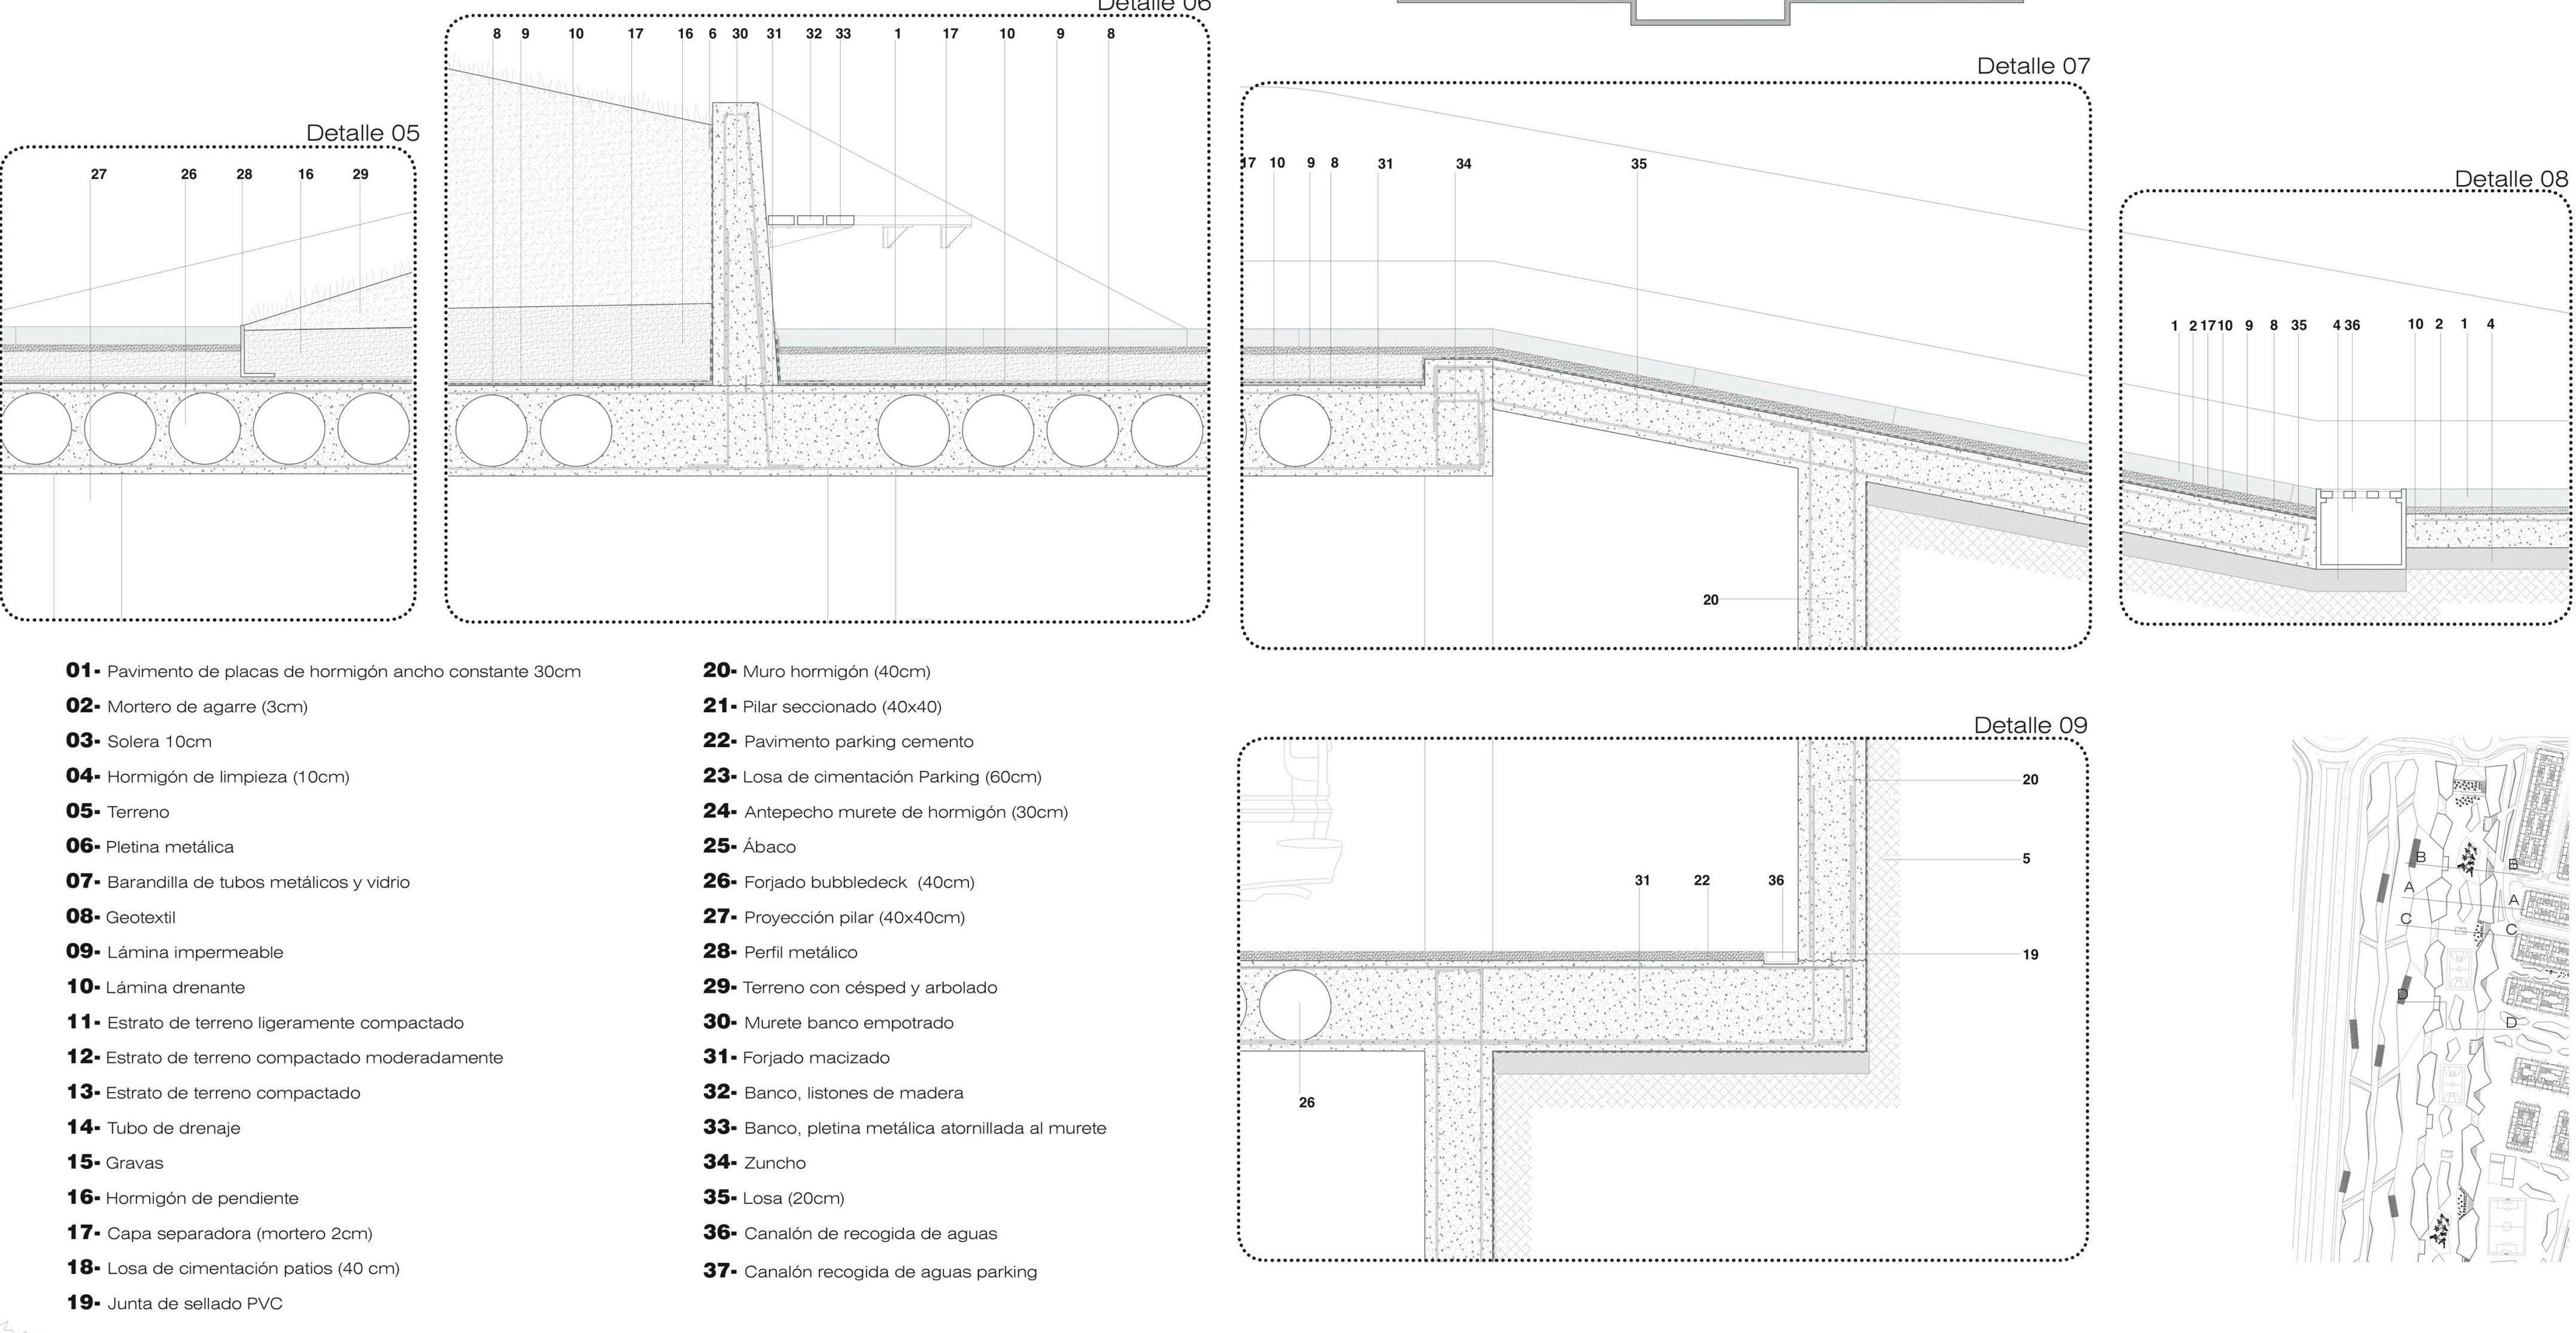 Detalle 06
8 9 10 17 16 6 30 31 32 33 1 17 10 9 8
Detalle 05
27 26 28 16 29
Detalle 07
17 10 9 8 31 34 35
20
Detalle 08
1 2 17 10 9 8 35 4 36 10 2 1 4
01- Pavimento de placas de hormigón ancho constante 30cm
02- Mortero de agarre (3cm)
03- Solera 10cm
04- Hormigón de limpieza (10cm)
05- Terreno
06- Pletina metálica
07- Barandilla de tubos metálicos y vidrio
08- Geotextil
09- Lámina impermeable
10- Lámina drenante
11- Estrato de terreno ligeramente compactado
12- Estrato de terreno compactado moderadamente
13- Estrato de terreno compactado
14- Tubo de drenaje
15- Gravas
16- Hormigón de pendiente
17- Capa separadora (mortero 2cm)
18- Losa de cimentación patios (40 cm)
19- Junta de sellado PVC
20- Muro hormigón (40cm)
21- Pilar seccionado (40x40)
22- Pavimento parking cemento
23- Losa de cimentación Parking (60cm)
24- Antepecho murete de hormigón (30cm)
25- Ábaco
26- Forjado bubbledeck (40cm)
27- Proyección pilar (40x40cm)
28- Perfil metálico
29- Terreno con césped y arbolado
30- Murete banco empotrado
31- Forjado macizado
32- Banco, listones de madera
33- Banco, pletina metálica atornillada al murete
34- Zuncho
35- Losa (20cm)
36- Canalón de recogida de aguas
37- Canalón recogida de aguas parking
Detalle 09
20
5
31 22 36
19
26
B B
A A
C C
D D